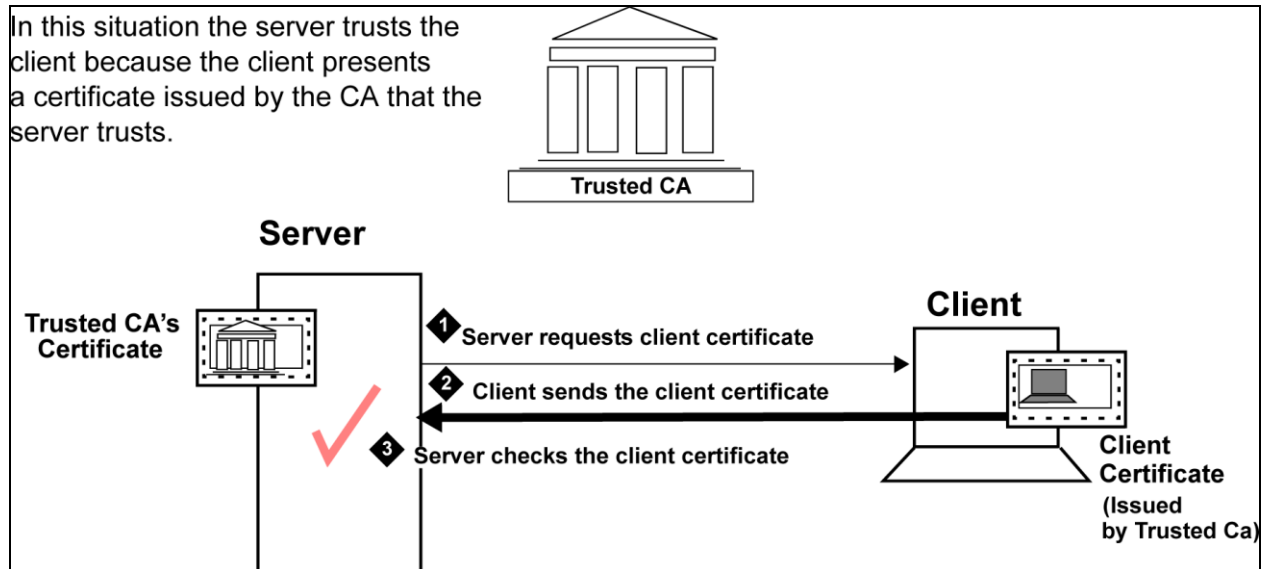 In this situation the server trusts the
client because the client presents
a certificate issued by the CA that the
server trusts.
Trusted CA
Server
Trusted CA's
Certificate
Client
1 Server requests client certificate
2 Client sends the client certificate
3 Server checks the client certificate
Client
Certificate
(Issued
by Trusted Ca)